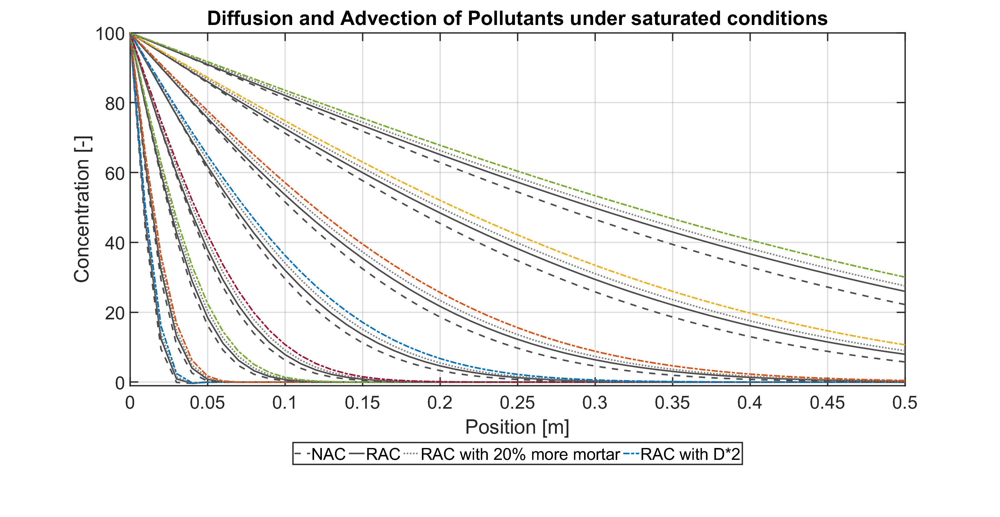 Diffusion and Advection of Pollutants under saturated conditions
100
80
60
40
20
0
Concentration [-]
0 0.05 0.1 0.15 0.2 0.25 0.3 0.35 0.4 0.45 0.5
Position [m]
NAC RAC RAC with 20% more mortar RAC with D*2